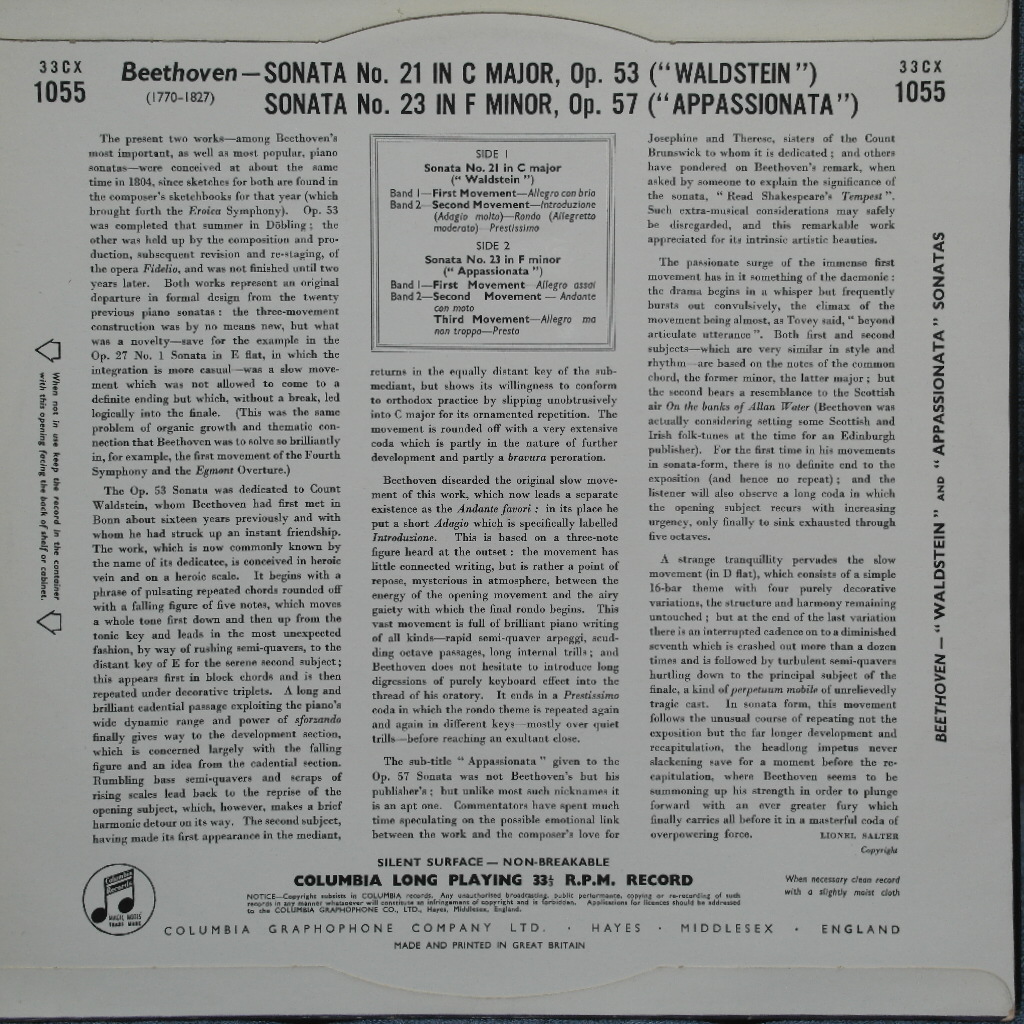 33CX
1055
Beethoven—SONATA No. 21 IN C MAJOR, Op. 53 (“WALDSTEIN”)
(1770-1827)
SONATA No. 23 IN F MINOR, Op. 57 (“APPASSIONATA”)
33CX
1055
The present two works—among Beethoven's
most important, as well as most popular, piano
sonatas—were conceived at about the same
time in 1804, since sketches for both are found in
the composer's sketchbooks for that year (which
brought forth the Eroica Symphony). Op. 53
was completed that summer in Döbling; the
other was held up by the composition and pro-
duction, subsequent revision and re-staging, of
the opera Fidelio, and was not finished until two
years later. Both works represent an original
departure in formal design from the twenty
previous piano sonatas: the three-movement
construction was by no means new, but what
was a novelty—save for the example in the
Op. 27 No. 1 Sonata in E flat, in which the
integration is more casual—was a slow move-
ment which was not allowed to come to a
definite ending but which, without a break, led
logically into the finale. (This was the same
problem of organic growth and thematic con-
nection that Beethoven was to solve so brilliantly
in, for example, the first movement of the Fourth
Symphony and the Egmont Overture.)
The Op. 53 Sonata was dedicated to Count
Waldstein, whom Beethoven had first met in
Bonn about sixteen years previously and with
whom he had struck up an instant friendship.
The work, which is now commonly known by
the name of its dedicatee, is conceived in heroic
vein and on a heroic scale. It begins with a
phrase of pulsating repeated chords rounded off
with a falling figure of five notes, which moves
a whole tone first down and then up from the
tonic key and leads in the most unexpected
fashion, by way of rushing semi-quavers, to the
distant key of E for the serene second subject;
this appears first in block chords and is then
repeated under decorative triplets. A long and
brilliant cadential passage exploiting the piano's
wide dynamic range and power of sforzando
finally gives way to the development section,
which is concerned largely with the falling
figure and an idea from the cadential section.
Rumbling bass semi-quavers and scraps of
rising scales lead back to the reprise of the
opening subject, which, however, makes a brief
harmonic detour on its way. The second subject,
having made its first appearance in the mediant,
SIDE 1
Sonata No. 21 in C major
(“ Waldstein ”)
Band 1—First Movement—Allegro con brio
Band 2—Second Movement—Introduzione
(Adagio molto)—Rondo (Allegretto
moderato)—Prestissimo
SIDE 2
Sonata No. 23 in F minor
(“ Appassionata ”)
Band 1—First Movement—Allegro assai
Band 2—Second Movement — Andante
con moto
Third Movement—Allegro ma
non troppo—Presto
returns in the equally distant key of the sub-
mediant, but shows its willingness to conform
to orthodox practice by slipping unobtrusively
into C major for its ornamented repetition. The
movement is rounded off with a very extensive
coda which is partly in the nature of further
development and partly a bravura peroration.
Beethoven discarded the original slow move-
ment of this work, which now leads a separate
existence as the Andante favori: in its place he
put a short Adagio which is specifically labelled
Introduzione. This is based on a three-note
figure heard at the outset: the movement has
little connected writing, but is rather a point of
repose, mysterious in atmosphere, between the
energy of the opening movement and the airy
gaiety with which the final rondo begins. This
vast movement is full of brilliant piano writing
of all kinds—rapid semi-quaver arpeggi, scud-
ding octave passages, long internal trills; and
Beethoven does not hesitate to introduce long
digressions of purely keyboard effect into the
thread of his oratory. It ends in a Prestissimo
coda in which the rondo theme is repeated again
and again in different keys—mostly over quiet
trills—before reaching an exultant close.
The sub-title “ Appassionata ” given to the
Op. 57 Sonata was not Beethoven's but his
publisher's; but unlike most such nicknames it
is an apt one. Commentators have spent much
time speculating on the possible emotional link
between the work and the composer's love for
Josephine and Therese, sisters of the Count
Brunswick to whom it is dedicated; and others
have pondered on Beethoven's remark, when
asked by someone to explain the significance of
the sonata, “ Read Shakespeare's Tempest ”.
Such extra-musical considerations may safely
be disregarded, and this remarkable work
appreciated for its intrinsic artistic beauties.
The passionate surge of the immense first
movement has in it something of the daemonic:
the drama begins in a whisper but frequently
bursts out convulsively, the climax of the
movement being almost, as Tovey said, “ beyond
articulate utterance ”. Both first and second
subjects—which are very similar in style and
rhythm—are based on the notes of the common
chord, the former minor, the latter major; but
the second bears a resemblance to the Scottish
air On the banks of Allan Water (Beethoven was
actually considering setting some Scottish and
Irish folk-tunes at the time for an Edinburgh
publisher). For the first time in his movements
in sonata-form, there is no definite end to the
exposition (and hence no repeat); and the
listener will also observe a long coda in which
the opening subject recurs with increasing
urgency, only finally to sink exhausted through
five octaves.
A strange tranquillity pervades the slow
movement (in D flat), which consists of a simple
16-bar theme with four purely decorative
variations, the structure and harmony remaining
untouched; but at the end of the last variation
there is an interrupted cadence on to a diminished
seventh which is crashed out more than a dozen
times and is followed by turbulent semi-quavers
hurtling down to the principal subject of the
finale, a kind of perpetuum mobile of unrelievedly
tragic cast. In sonata form, this movement
follows the unusual course of repeating not the
exposition but the far longer development and
recapitulation, the headlong impetus never
slackening save for a moment before the re-
capitulation, where Beethoven seems to be
summoning up his strength in order to plunge
forward with an ever greater fury which
finally carries all before it in a masterful coda of
overpowering force. LIONEL SALTER
Copyright
When not in use keep the record in the container
with this opening facing the back of shelf or cabinet.
BEETHOVEN — “ WALDSTEIN ” AND “ APPASSIONATA ” SONATAS
Columbia
Records
MAGIC NOTES
TRADE MARK
SILENT SURFACE — NON-BREAKABLE
COLUMBIA LONG PLAYING 33⅓ R.P.M. RECORD
NOTICE—Copyright subsists in COLUMBIA records. Any unauthorised broadcasting, public performance, copying or re-recording of such
records in any manner whatsoever will constitute an infringement of copyright and is forbidden. Applications for licences should be addressed
to the COLUMBIA GRAPHOPHONE CO., LTD., Hayes, Middlesex, England.
When necessary clean record
with a slightly moist cloth
COLUMBIA GRAPHOPHONE COMPANY LTD. · HAYES · MIDDLESEX · ENGLAND
MADE AND PRINTED IN GREAT BRITAIN